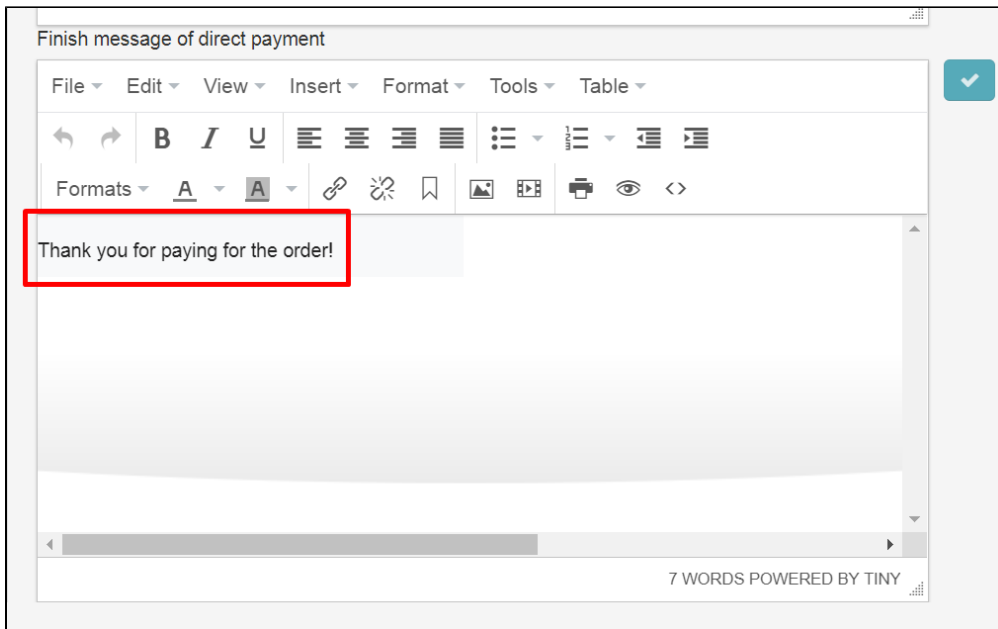 Finish message of direct payment
File Edit View Insert Format Tools Table
Formats
Thank you for paying for the order!
7 WORDS POWERED BY TINY